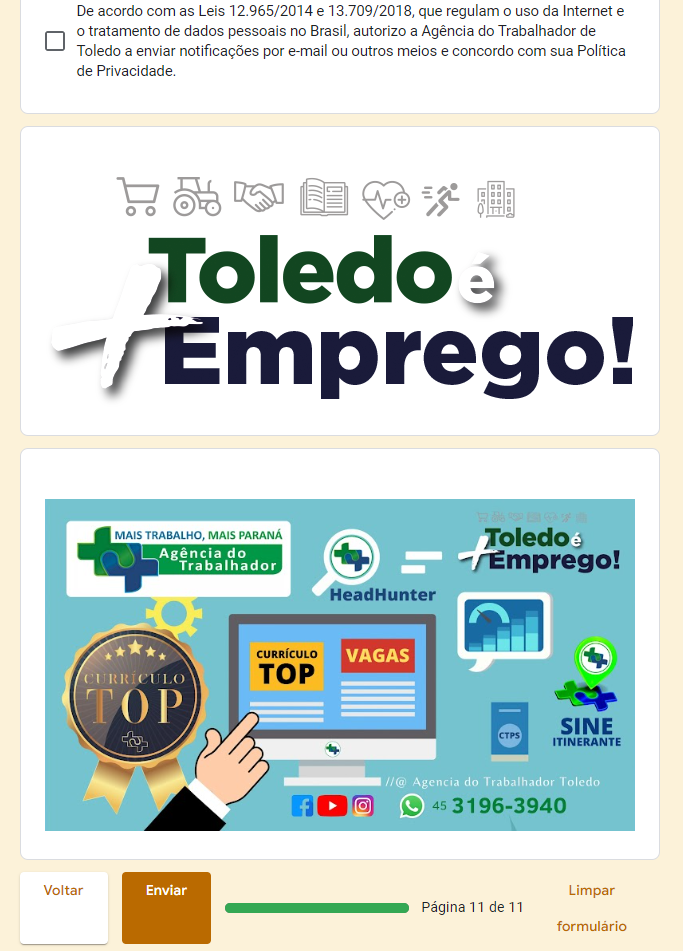 De acordo com as Leis 12.965/2014 e 13.709/2018, que regulam o uso da Internet e
o tratamento de dados pessoais no Brasil, autorizo a Agência do Trabalhador de
Toledo a enviar notificações por e-mail ou outros meios e concordo com sua Política
de Privacidade.
Toledo é
+Emprego!
MAIS TRABALHO, MAIS PARANÁ
Agência do
Trabalhador
HeadHunter
Toledo é
+Emprego!
CURRÍCULO
TOP
CURRÍCULO
TOP
VAGAS
CTPS
SINE
ITINERANTE
//@ Agencia do Trabalhador Toledo
45 3196-3940
Voltar
Enviar
Página 11 de 11
Limpar
formulário